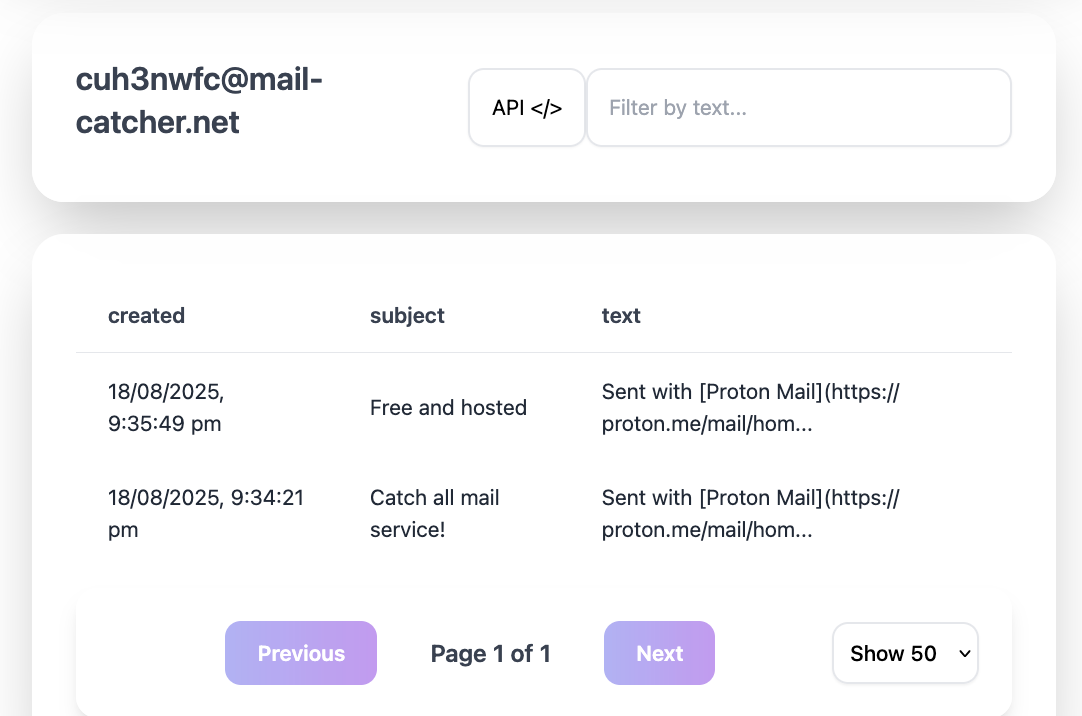 cuh3nwfc@mail-
catcher.net
API </>
Filter by text...
created subject text
18/08/2025,
9:35:49 pm
Free and hosted
Sent with [Proton Mail](https://
proton.me/mail/hom...
18/08/2025, 9:34:21
pm
Catch all mail
service!
Sent with [Proton Mail](https://
proton.me/mail/hom...
Previous
Page 1 of 1
Next
Show 50